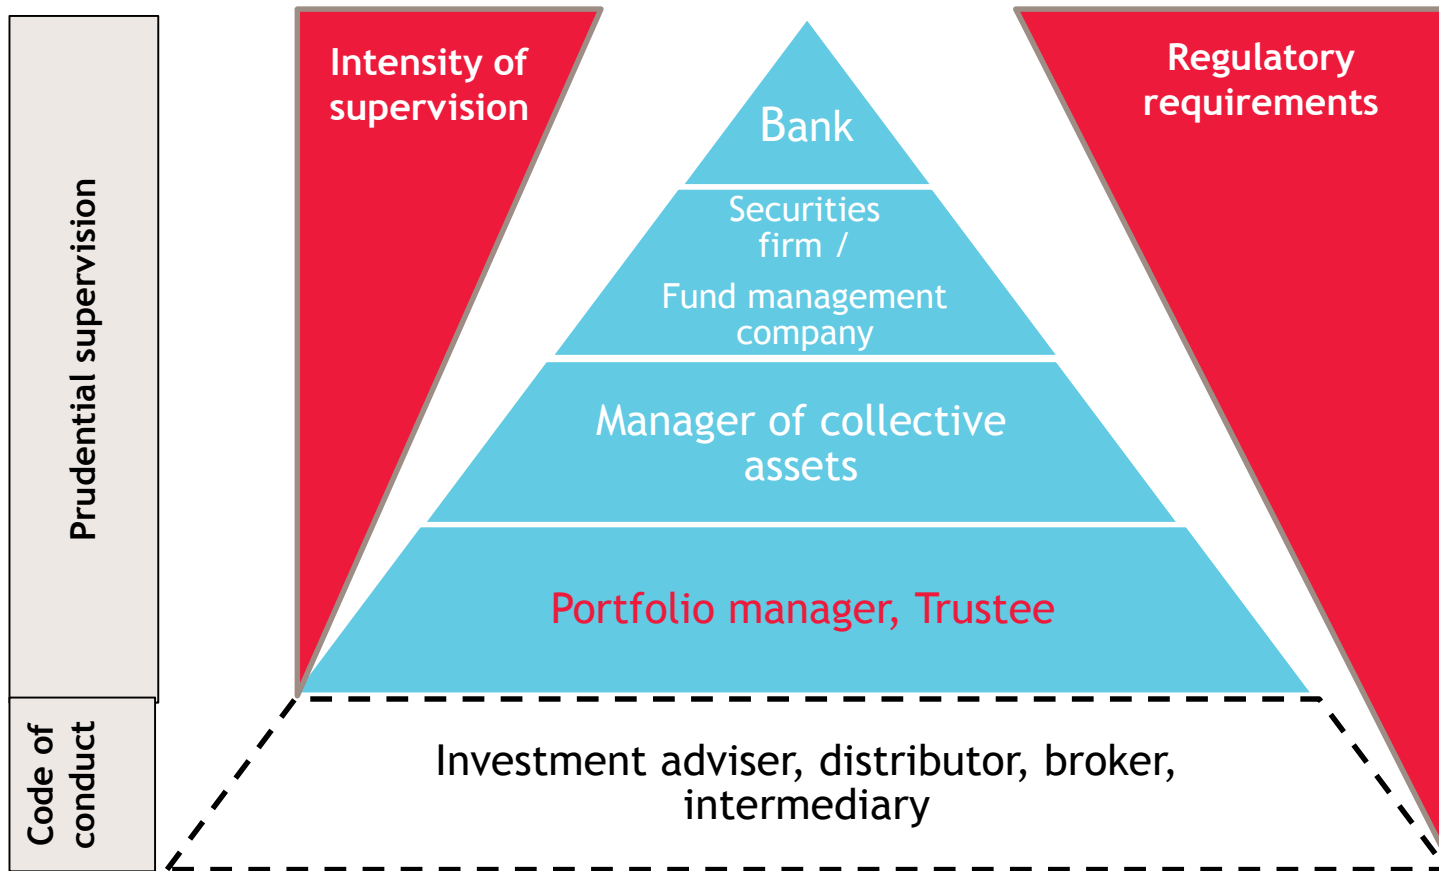 Prudential supervision
Code of
conduct
Intensity of
supervision
Regulatory
requirements
Bank
Securities
firm /
Fund management
company
Manager of collective
assets
Portfolio manager, Trustee
Investment adviser, distributor, broker,
intermediary